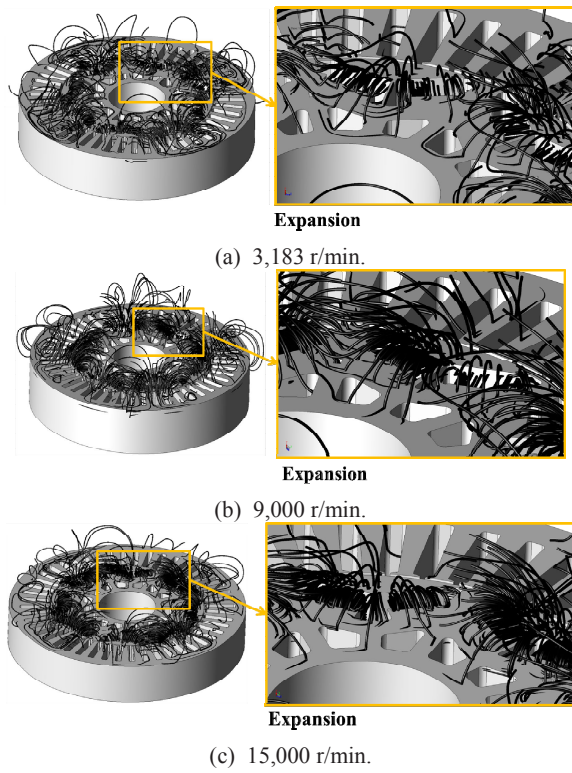 Expansion
(a) 3,183 r/min.
Expansion
(b) 9,000 r/min.
Expansion
(c) 15,000 r/min.